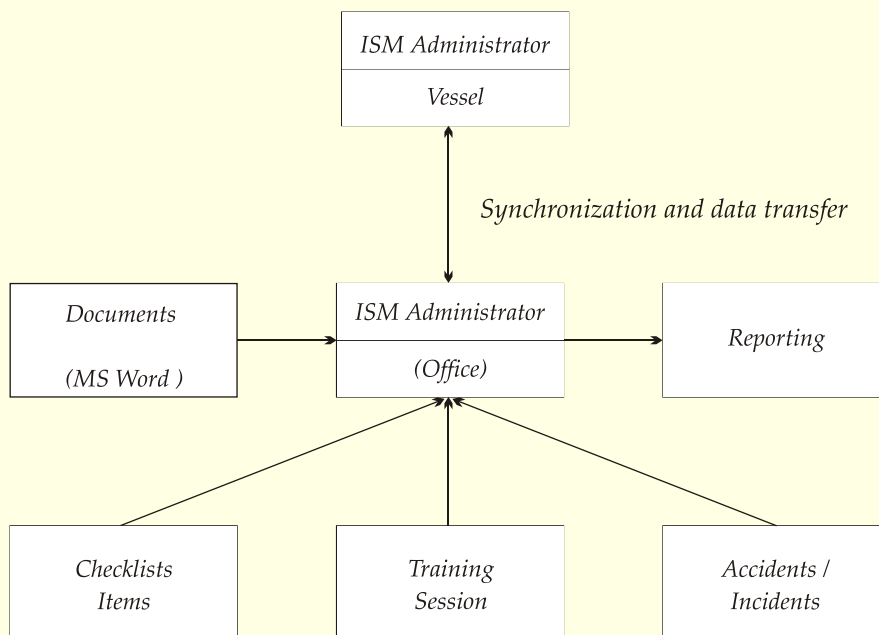 ISM Administrator
Vessel
Synchronization and data transfer
Documents
(MS Word )
ISM Administrator
(Office)
Reporting
Checklists
Items
Training
Session
Accidents /
Incidents